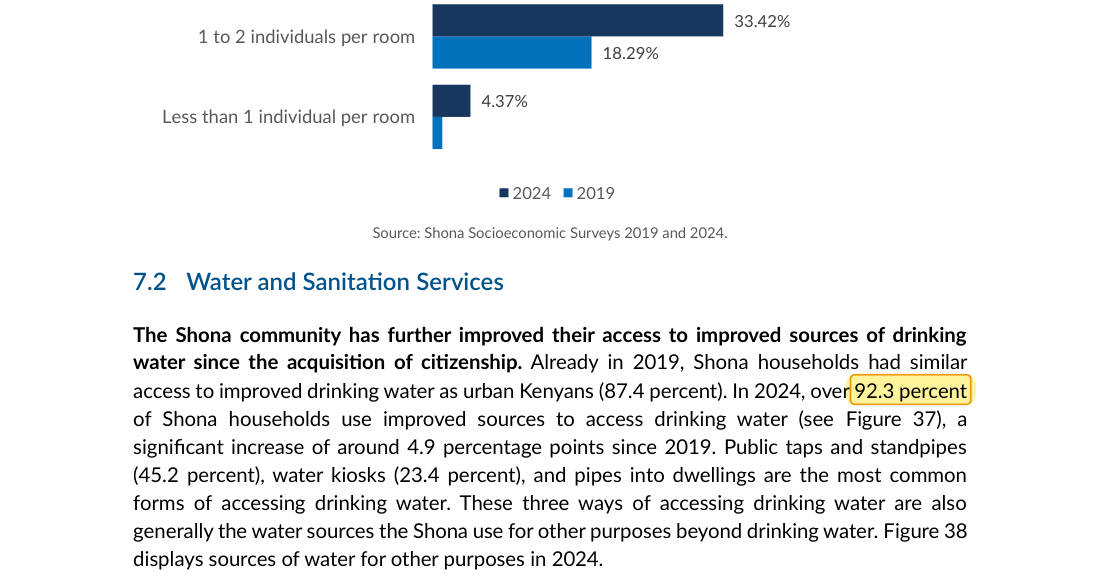 1 to 2 individuals per room
33.42%
18.29%
Less than 1 individual per room
4.37%
2024 2019
Source: Shona Socioeconomic Surveys 2019 and 2024.
7.2 Water and Sanitation Services
The Shona community has further improved their access to improved sources of drinking
water since the acquisition of citizenship. Already in 2019, Shona households had similar
access to improved drinking water as urban Kenyans (87.4 percent). In 2024, over 92.3 percent
of Shona households use improved sources to access drinking water (see Figure 37), a
significant increase of around 4.9 percentage points since 2019. Public taps and standpipes
(45.2 percent), water kiosks (23.4 percent), and pipes into dwellings are the most common
forms of accessing drinking water. These three ways of accessing drinking water are also
generally the water sources the Shona use for other purposes beyond drinking water. Figure 38
displays sources of water for other purposes in 2024.